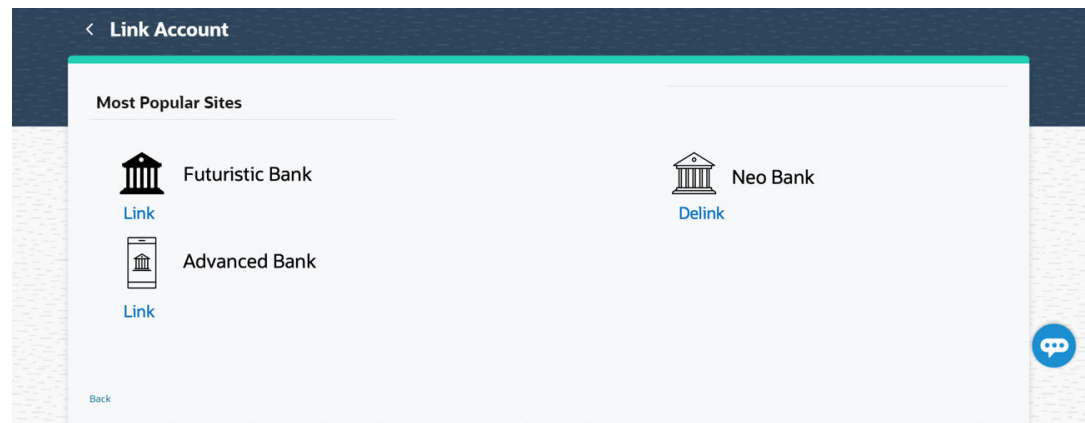 Link Account
Most Popular Sites
Futuristic Bank
Neo Bank
Link
Delink
Advanced Bank
Link
Back